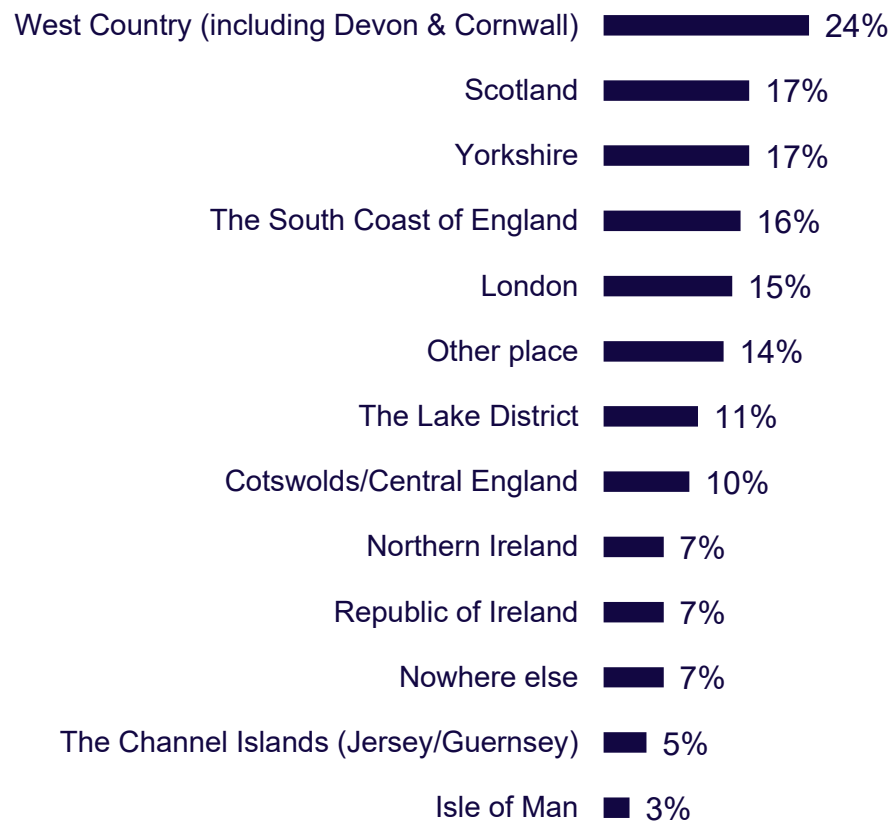 West Country (including Devon & Cornwall) 24%
Scotland 17%
Yorkshire 17%
The South Coast of England 16%
London 15%
Other place 14%
The Lake District 11%
Cotswolds/Central England 10%
Northern Ireland 7%
Republic of Ireland 7%
Nowhere else 7%
The Channel Islands (Jersey/Guernsey) 5%
Isle of Man 3%